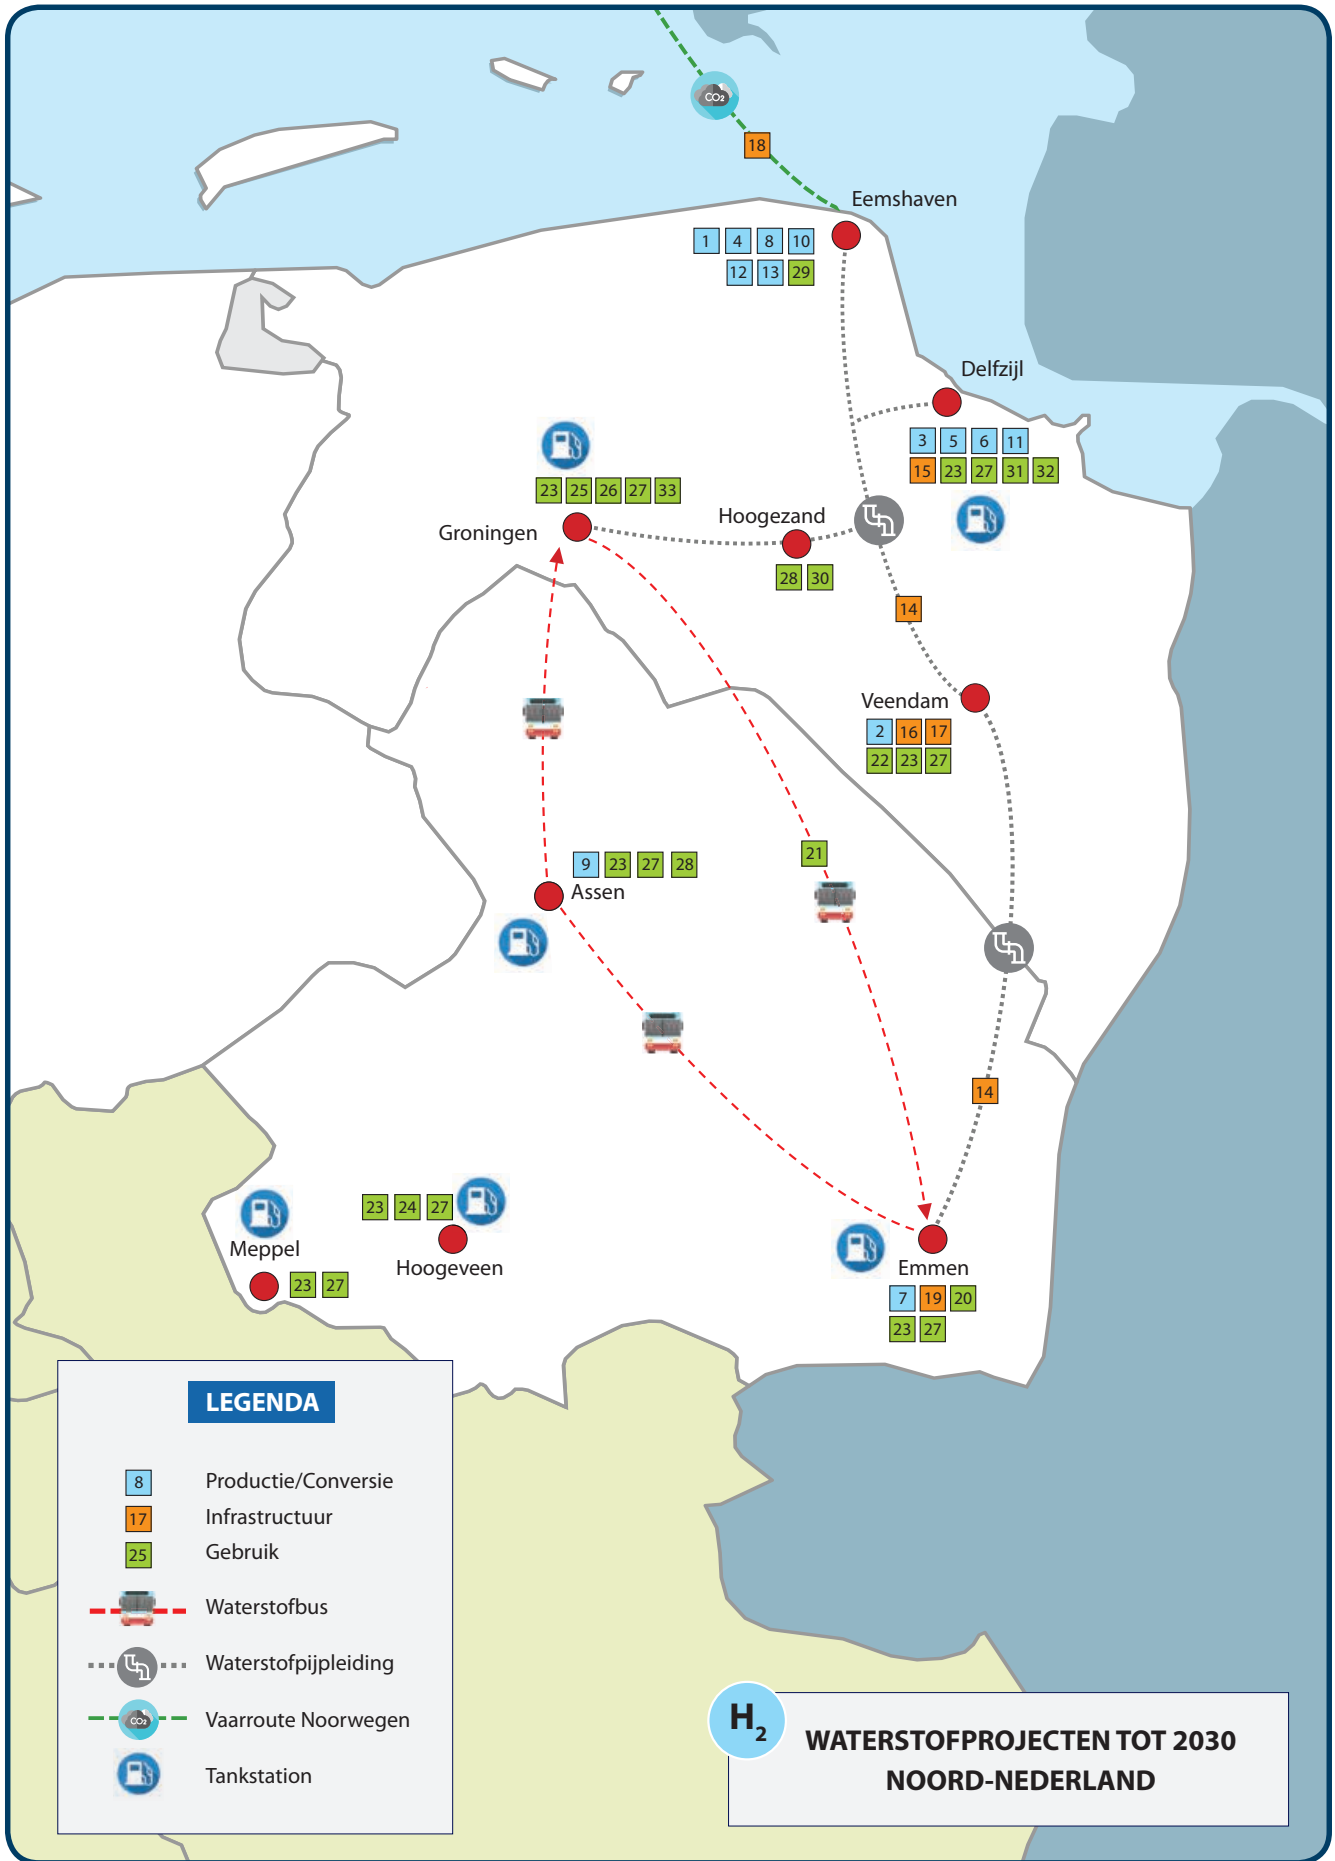 CO2
18
Eemshaven
1 4 8 10
12 13 29
Delfzijl
3 5 6 11
15 23 27 31 32
23 25 26 27 33
Groningen
Hoogezand
28 30
14
Veendam
2 16 17
22 23 27
21
9 23 27 28
Assen
14
23 24 27
Hoogeveen
Meppel
23 27
Emmen
7 19 20
23 27
LEGENDA
8 Productie/Conversie
17 Infrastructuur
25 Gebruik
Waterstofbus
Waterstofpijpleiding
CO2 Vaarroute Noorwegen
Tankstation
H2
WATERSTOFPROJECTEN TOT 2030
NOORD-NEDERLAND